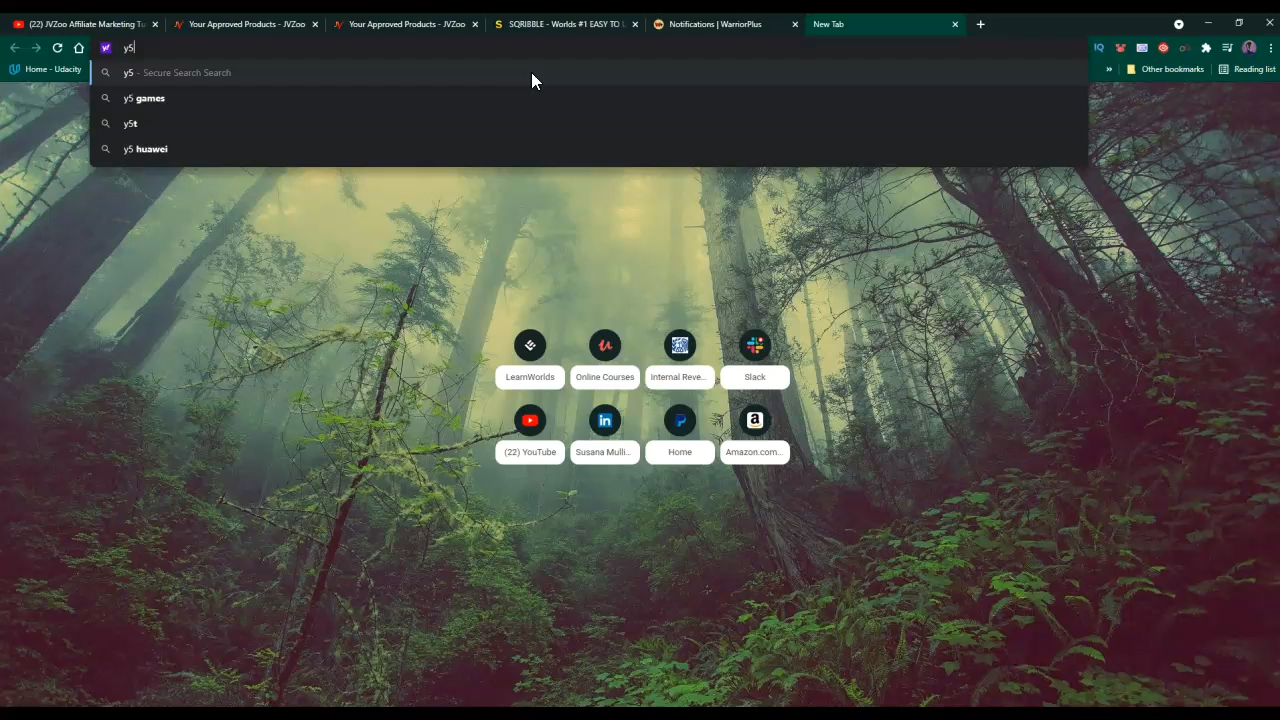 (22) JVZoo Affiliate Marketing Tu
Your Approved Products - JVZoo
Your Approved Products - JVZoo
SQRIBBLE - Worlds #1 EASY TO U
Notifications | WarriorPlus
New Tab
y5
Home - Udacity
Other bookmarks
Reading list
y5 - Secure Search Search
y5 games
y5t
y5 huawei
LearnWorlds
Online Courses
Internal Reve...
Slack
(22) YouTube
Susana Mulli...
Home
Amazon.com...